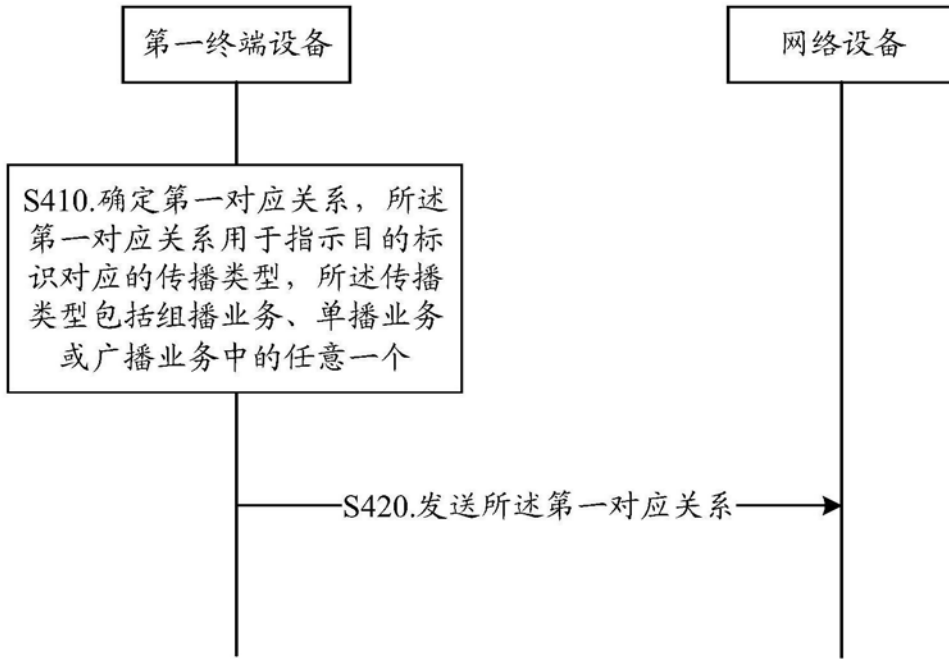 第一终端设备
网络设备
S410.确定第一对应关系，所述
第一对应关系用于指示目的标
识对应的传播类型，所述传播
类型包括组播业务、单播业务
或广播业务中的任意一个
S420.发送所述第一对应关系